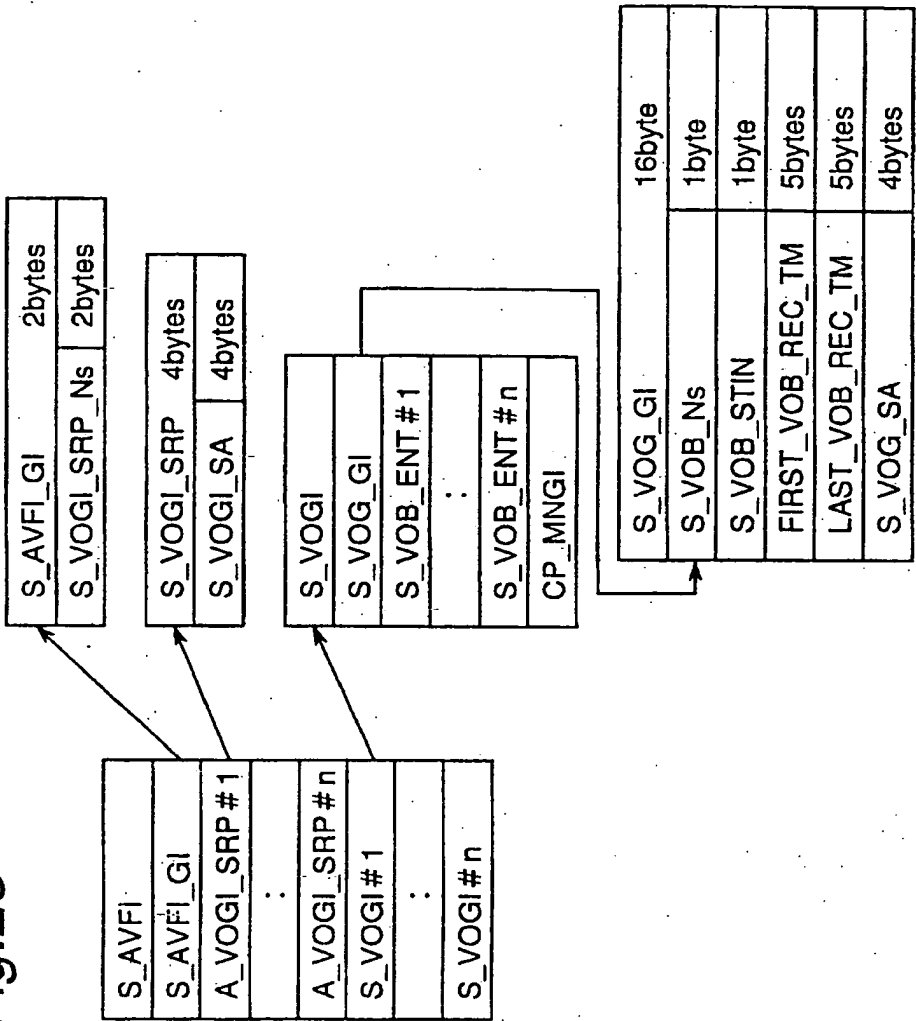 S_AVFI
S_AVFI_GI
A_VOGI_SRP#1
:
A_VOGI_SRP#n
S_VOGI#1
:
S_VOGI#n
S_AVFI_GI 2bytes
S_VOGI_SRP_Ns 2bytes
S_VOGI_SRP 4bytes
S_VOGI_SA 4bytes
S_VOGI
S_VOG_GI
S_VOB_ENT#1
:
S_VOB_ENT#n
CP_MNGI
S_VOG_GI 16byte
S_VOB_Ns 1byte
S_VOB_STIN 1byte
FIRST_VOB_REC_TM 5bytes
LAST_VOB_REC_TM 5bytes
S_VOG_SA 4bytes